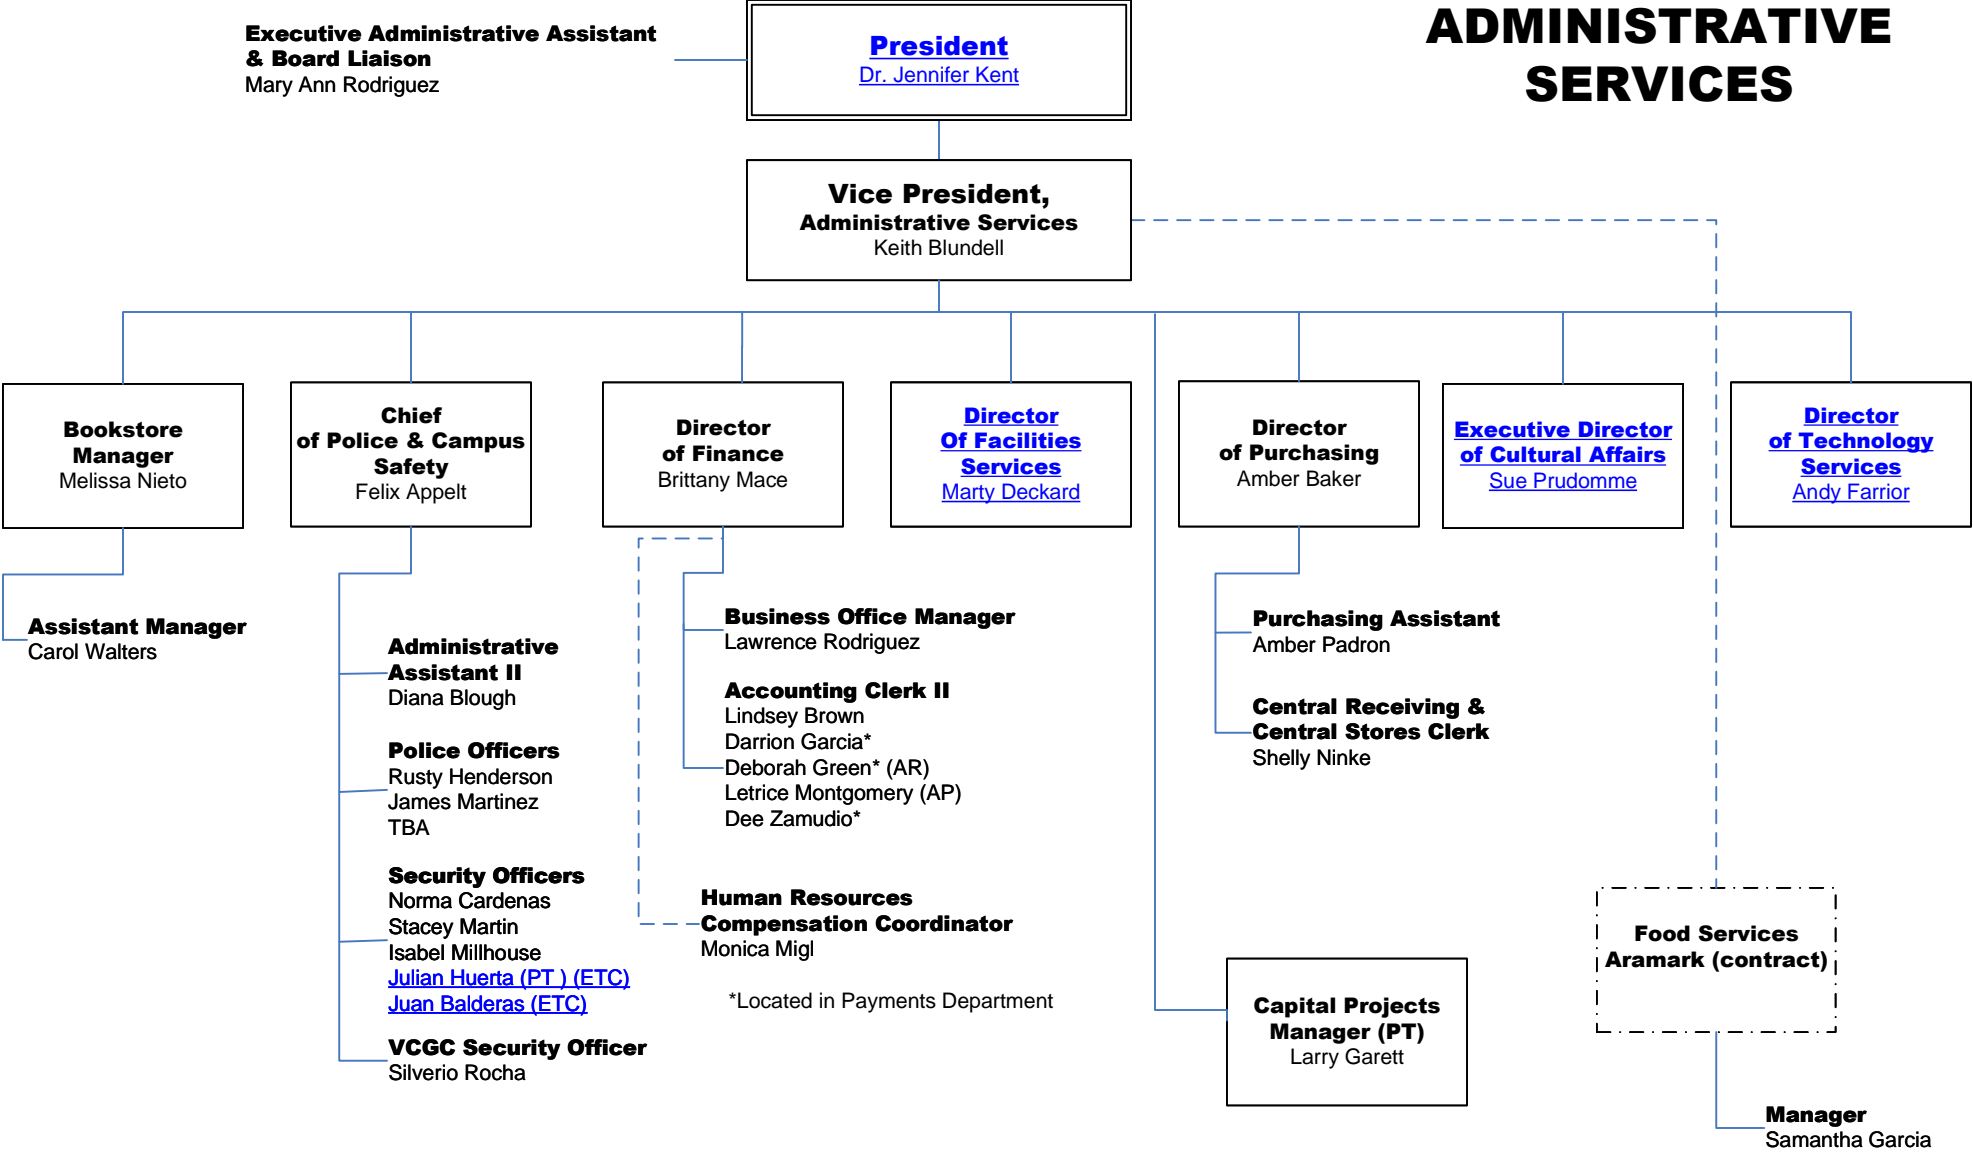 ADMINISTRATIVE
SERVICES
Executive Administrative Assistant
& Board Liaison
Mary Ann Rodriguez
President
Dr. Jennifer Kent
Vice President,
Administrative Services
Keith Blundell
Bookstore
Manager
Melissa Nieto
Chief
of Police & Campus
Safety
Felix Appelt
Director
of Finance
Brittany Mace
Director
Of Facilities
Services
Marty Deckard
Director
of Purchasing
Amber Baker
Executive Director
of Cultural Affairs
Sue Prudomme
Director
of Technology
Services
Andy Farrior
Assistant Manager
Carol Walters
Administrative
Assistant II
Diana Blough
Police Officers
Rusty Henderson
James Martinez
TBA
Security Officers
Norma Cardenas
Stacey Martin
Isabel Millhouse
Julian Huerta (PT ) (ETC)
Juan Balderas (ETC)
VCGC Security Officer
Silverio Rocha
Business Office Manager
Lawrence Rodriguez
Accounting Clerk II
Lindsey Brown
Darrion Garcia*
Deborah Green* (AR)
Letrice Montgomery (AP)
Dee Zamudio*
Human Resources
Compensation Coordinator
Monica Migl
*Located in Payments Department
Purchasing Assistant
Amber Padron
Central Receiving &
Central Stores Clerk
Shelly Ninke
Capital Projects
Manager (PT)
Larry Garett
Food Services
Aramark (contract)
Manager
Samantha Garcia